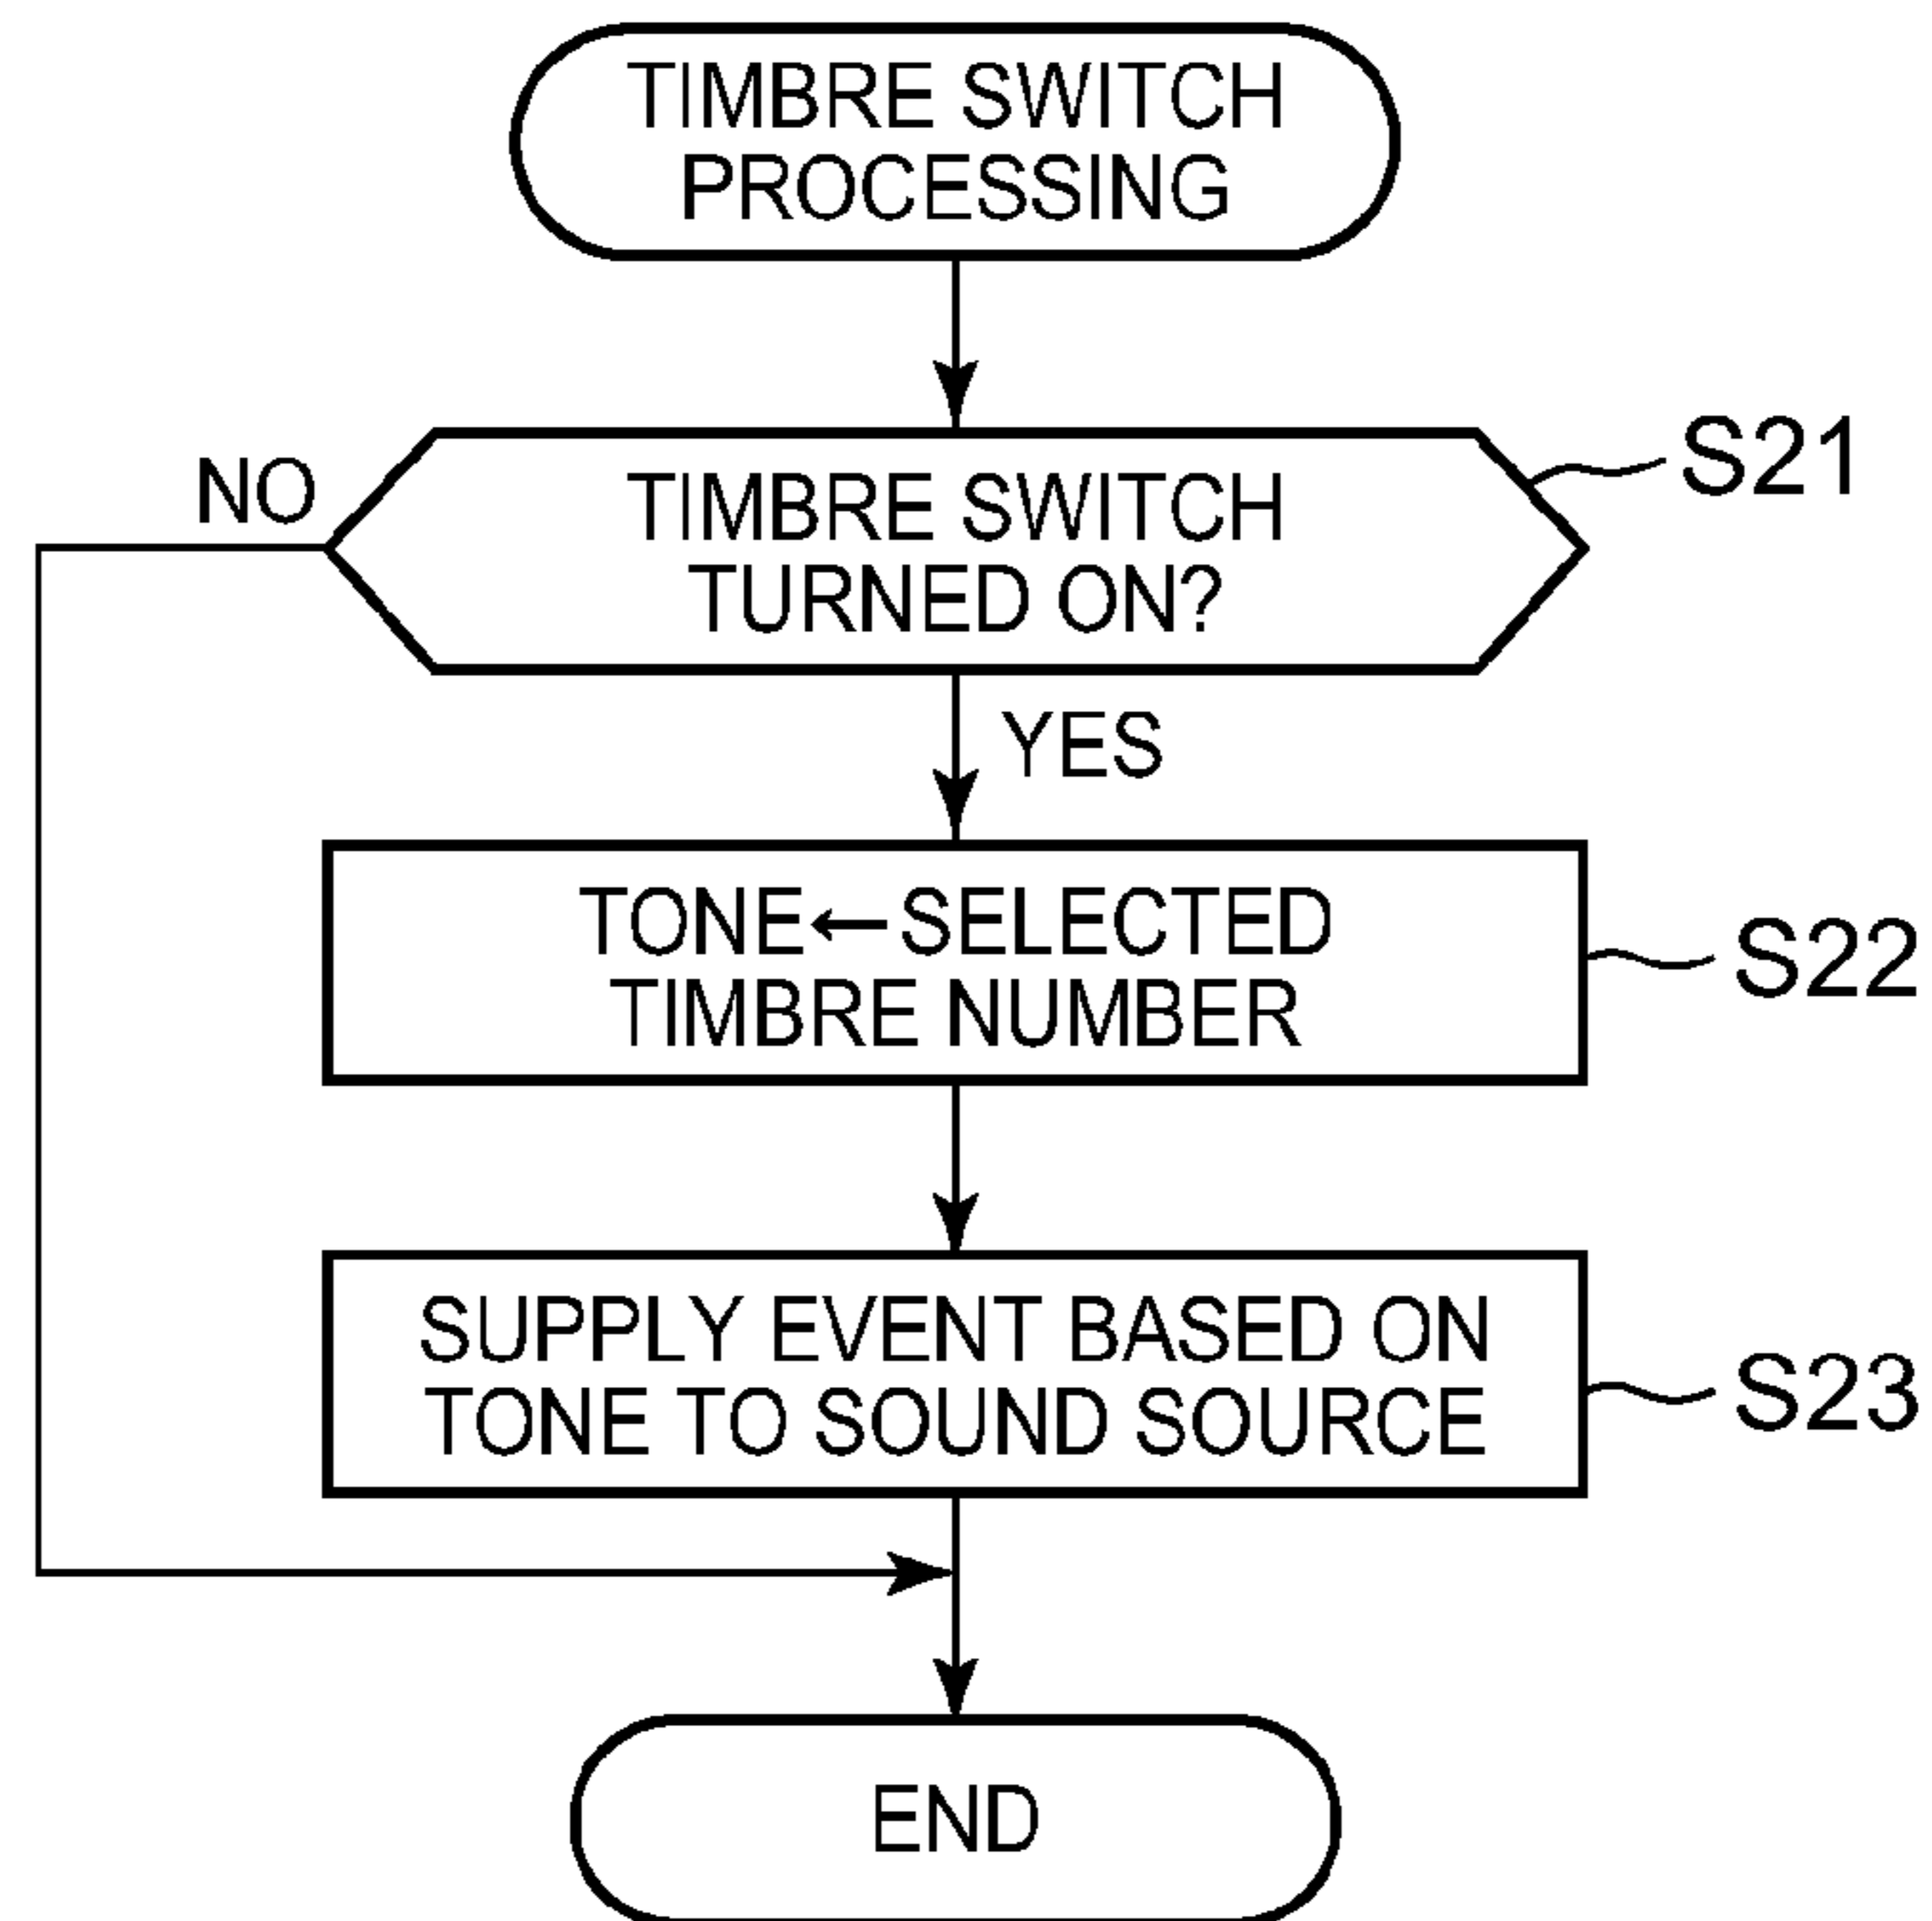 TIMBRE SWITCH
PROCESSING
S21
NO
TIMBRE SWITCH
TURNED ON?
YES
TONE←SELECTED
TIMBRE NUMBER
S22
SUPPLY EVENT BASED ON
TONE TO SOUND SOURCE
S23
END